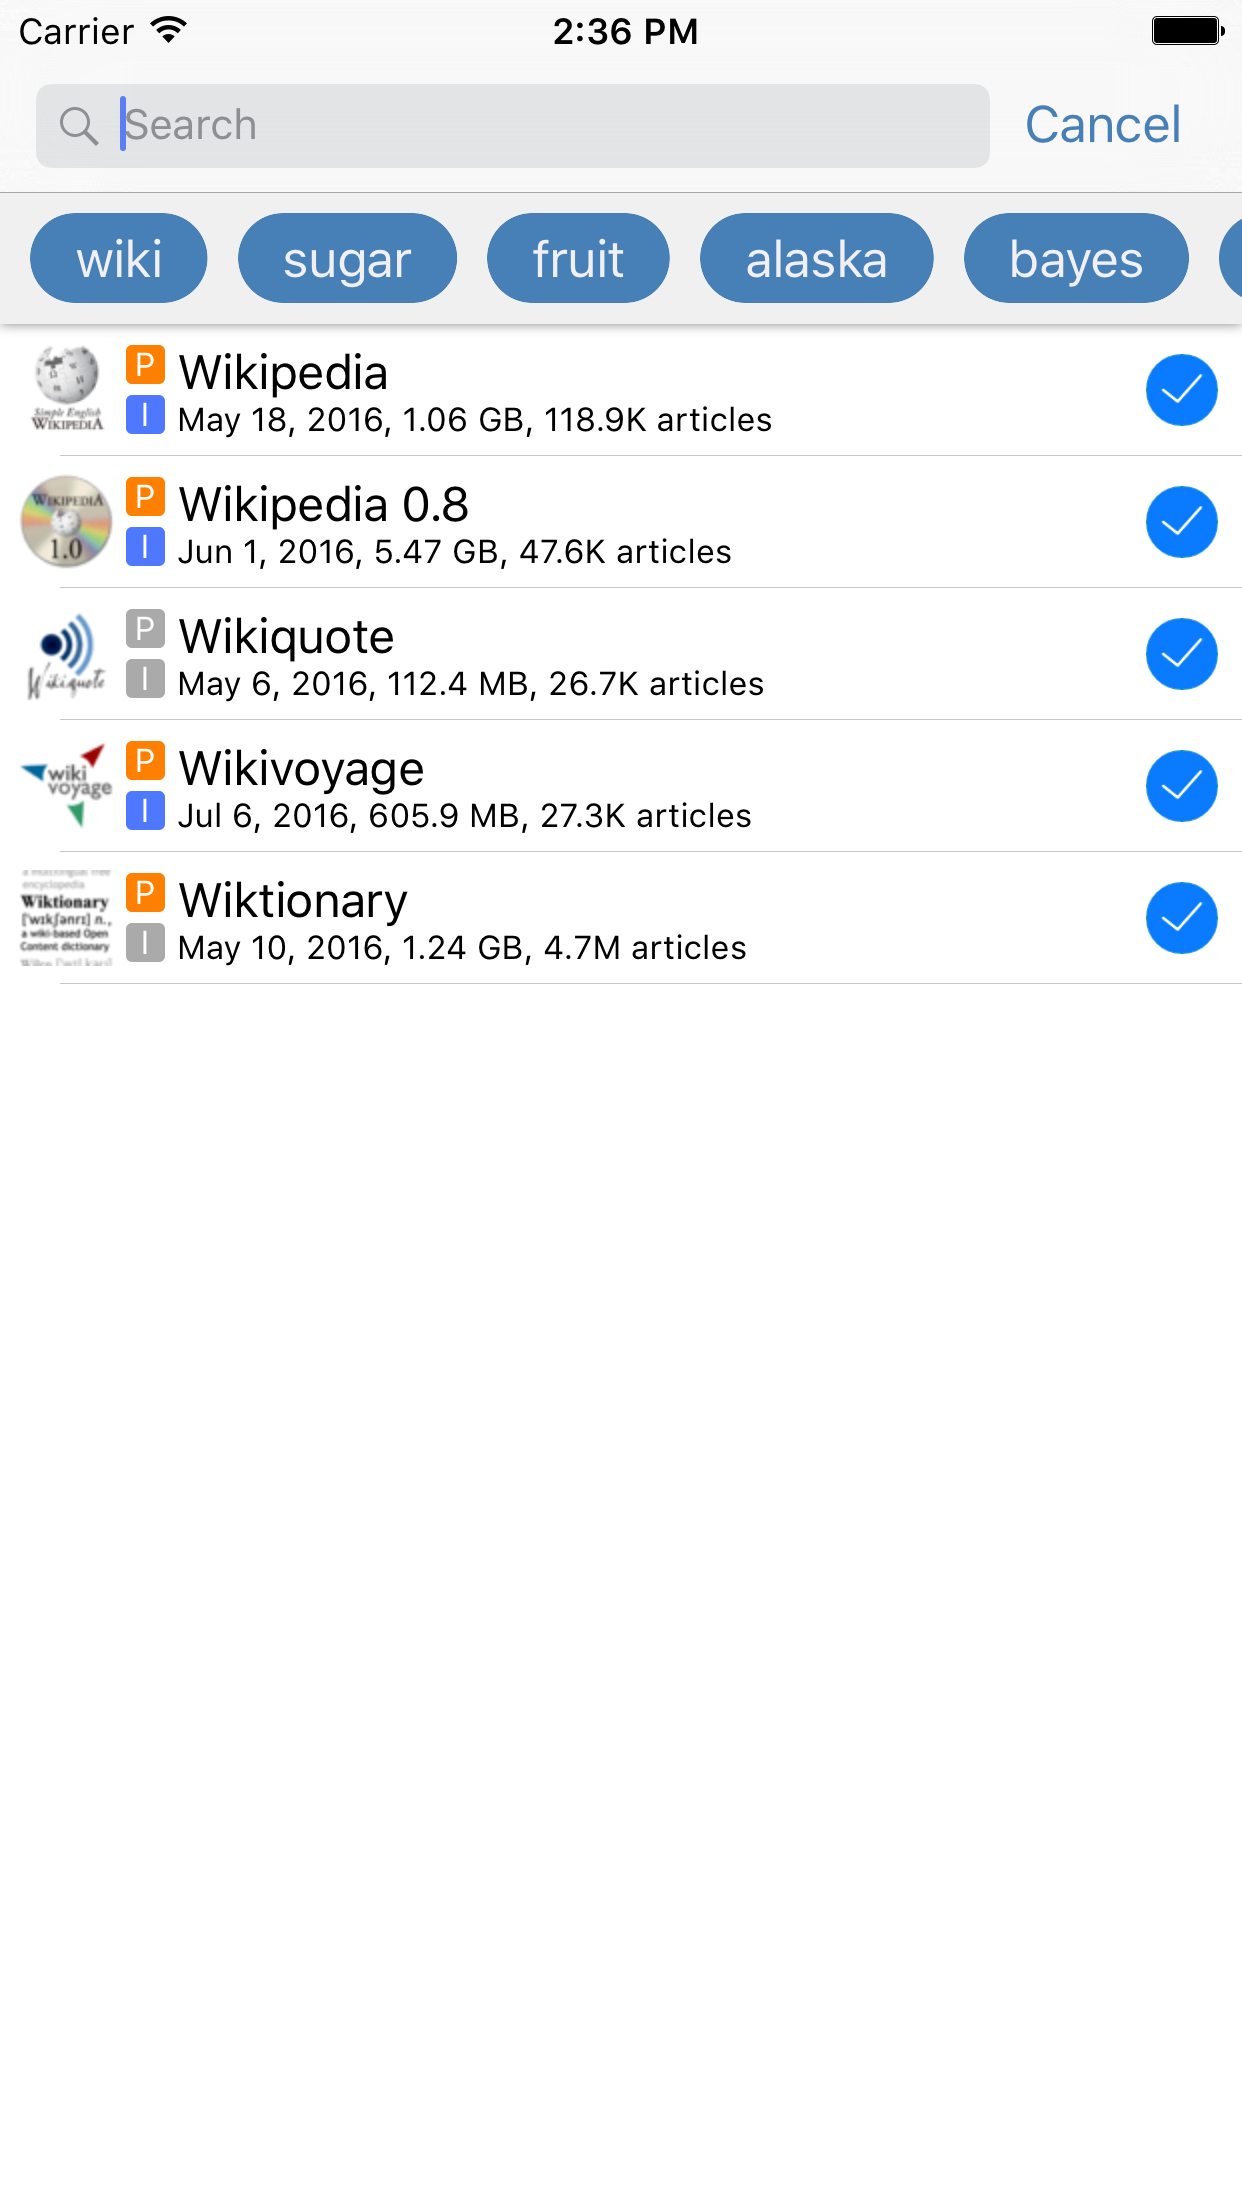 Carrier 2:36 PM
Search Cancel
wiki sugar fruit alaska bayes
Simple English
WIKIPEDIA
P Wikipedia
I May 18, 2016, 1.06 GB, 118.9K articles
WIKIPEDIA
1.0
P Wikipedia 0.8
I Jun 1, 2016, 5.47 GB, 47.6K articles
Wikiquote
P Wikiquote
I May 6, 2016, 112.4 MB, 26.7K articles
wiki
voyage
P Wikivoyage
I Jul 6, 2016, 605.9 MB, 27.3K articles
a multilingual free
encyclopedia
Wiktionary
['wɪkʃənrɪ] n.,
a wiki-based Open
Content dictionary
P Wiktionary
I May 10, 2016, 1.24 GB, 4.7M articles